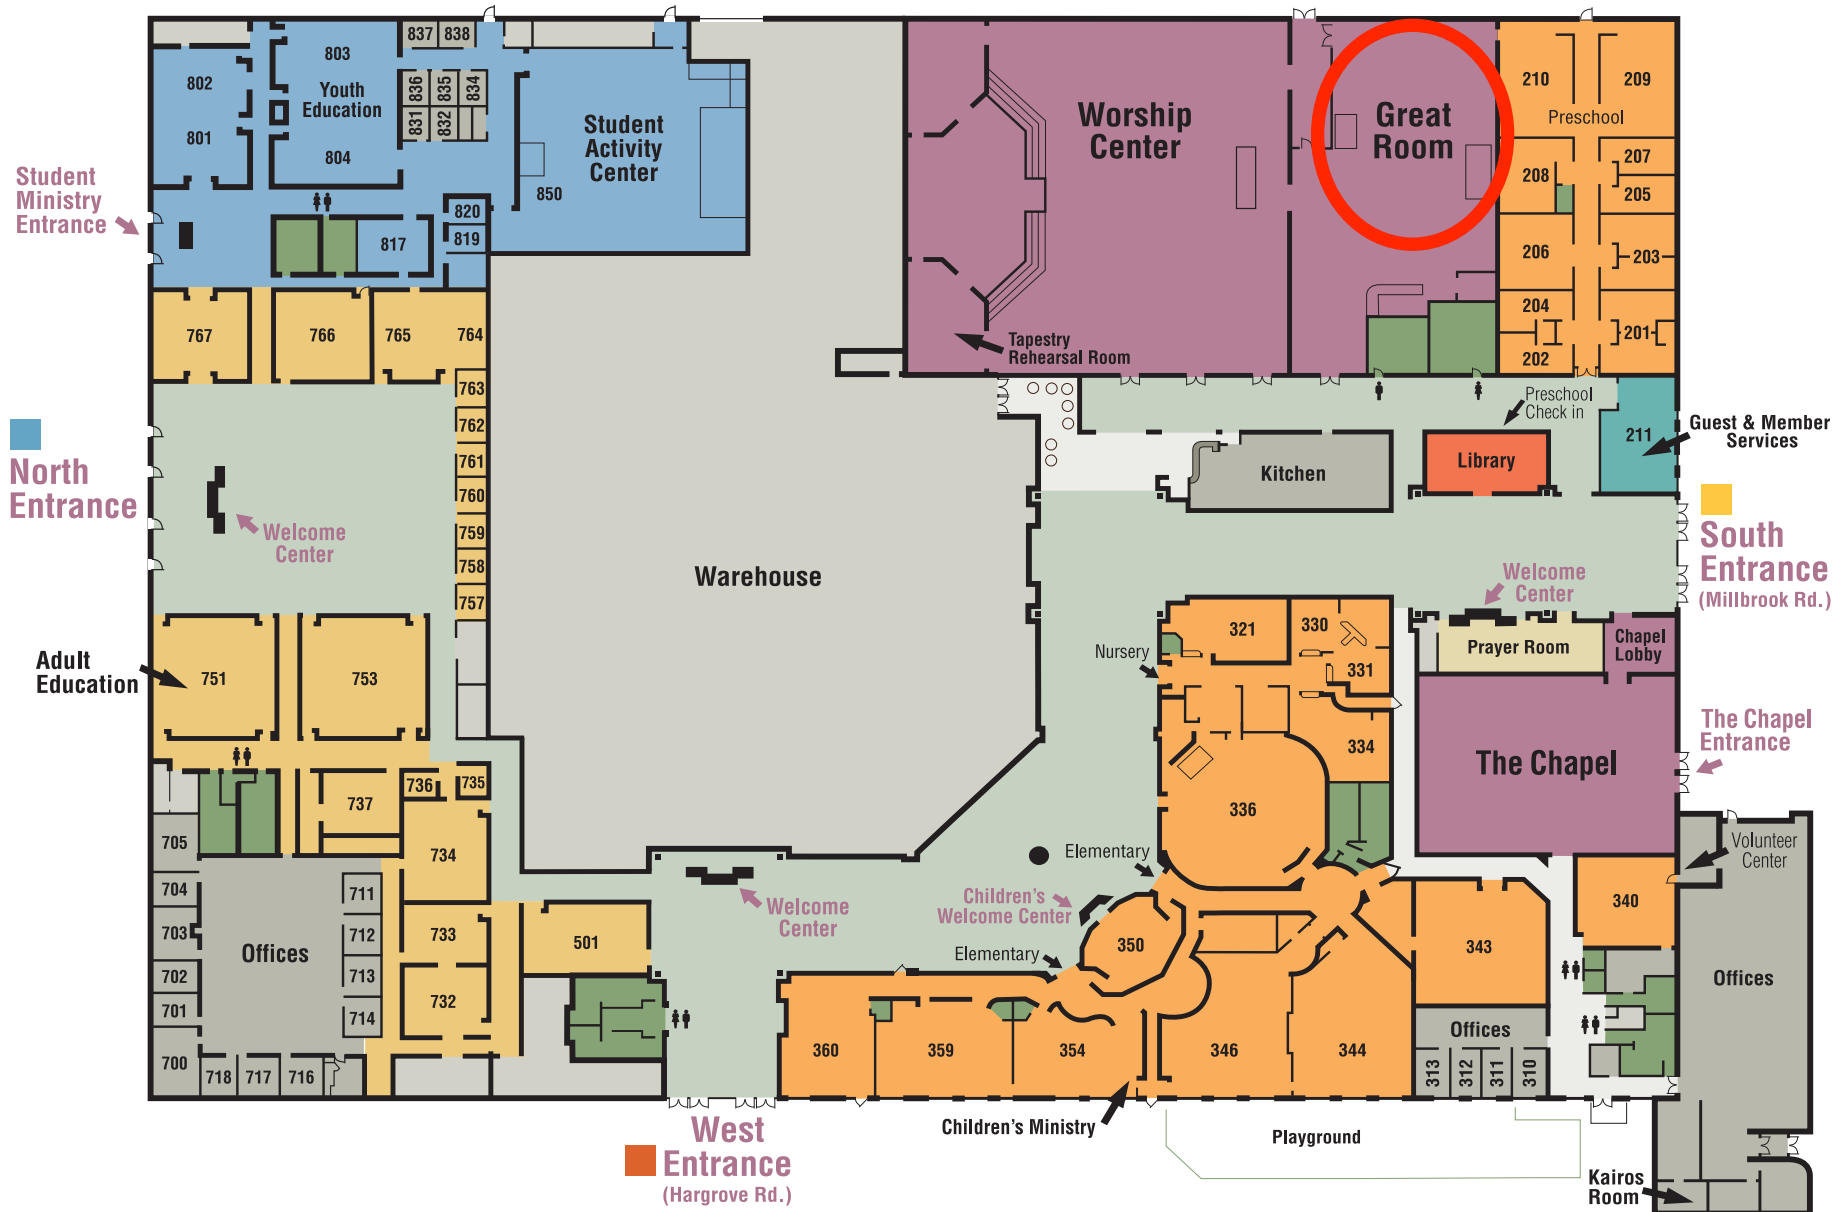 837
838
803
802
Youth
Education
836
835
834
831
832
801
804
Student
Activity
Center
850
Student
Ministry
Entrance
820
819
817
767
766
765
764
763
762
761
760
759
758
757
North
Entrance
Welcome
Center
Adult
Education
751
753
736
735
737
734
705
704
703
702
701
700
711
712
713
714
Offices
733
732
718
717
716
501
Warehouse
Worship
Center
Great
Room
Tapestry
Rehearsal Room
210
209
Preschool
207
208
205
206
203
204
201
202
Preschool
Check in
211
Guest & Member
Services
Kitchen
Library
South
Entrance
(Millbrook Rd.)
Welcome
Center
Prayer Room
Chapel
Lobby
The Chapel
The Chapel
Entrance
Nursery
321
330
331
334
336
Elementary
Children's
Welcome Center
Elementary
350
Welcome
Center
360
359
354
346
344
343
340
Volunteer
Center
Offices
Offices
313
312
311
310
West
Entrance
(Hargrove Rd.)
Children's Ministry
Playground
Kairos
Room